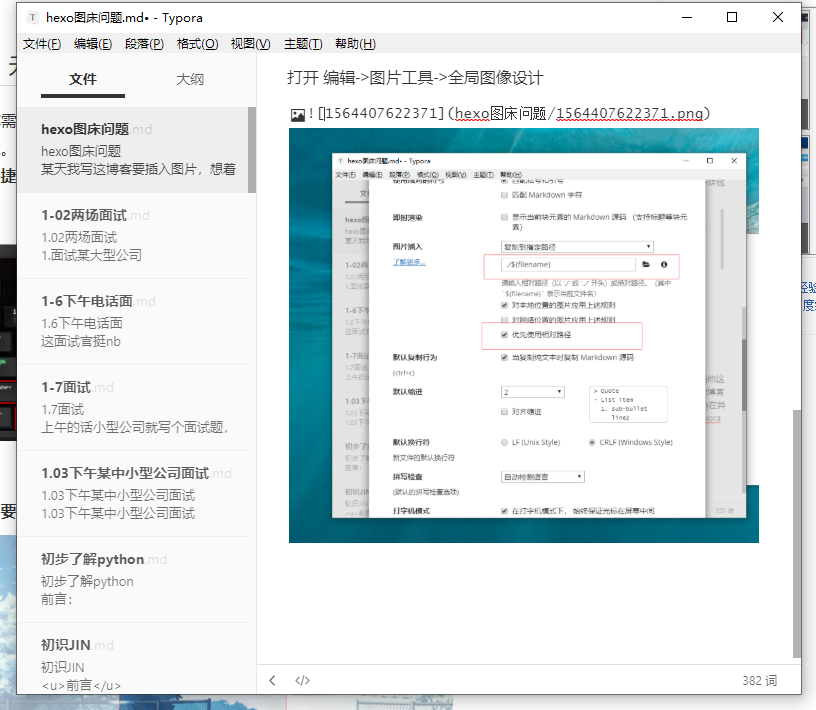 hexo图床问题.md• - Typora
文件(F) 编辑(E) 段落(P) 格式(O) 视图(V) 主题(T) 帮助(H)
文件 大纲
hexo图床问题.md
hexo图床问题
某天我写这博客要插入图片，想着
1-02两场面试.md
1.02两场面试
1.面试某大型公司
1-6下午电话面.md
1.6下午电话面
这面试官挺nb
1-7面试.md
1.7面试
上午的话小型公司就写个面试题，
1.03下午某中小型公司面试.md
1.03下午某中小型公司面试
1.03下午某中小型公司面试
初步了解python.md
初步了解python
前言：
初识JIN.md
初识JIN
<u>前言</u>
打开 编辑->图片工具->全局图像设计
![1564407622371](hexo图床问题/1564407622371.png)
hexo图床问题.md• - Typora
文件(F) 编辑(E) 段落(P) 格式(O) 视图(V) 主题(T) 帮助(H)
匹配 Markdown 字符
即时渲染
显示当前块元素的 Markdown 源码 （支持标题等块元
素）
图片插入
复制到指定路径
了解更多...
./${filename}
请输入相对路径（以 '/' 或 './' 开头）或绝对路径。（其中
`${filename}` 表示当前文件名）
对本地位置的图片应用上述规则
对网络位置的图片应用上述规则
优先使用相对路径
默认复制行为
当复制纯文本时复制 Markdown 源码
(ctrl+c)
默认缩进
2
> Quote
- List item
1. sub-bullet
line2
对齐缩进
默认换行符
LF (Unix Style)
CRLF (Windows Style)
新文件的默认换行符
拼写检查
自动检测语言
(默认的拼写检查选项)
打字机模式
在打字机模式下，始终保证光标在屏幕中间
382 词